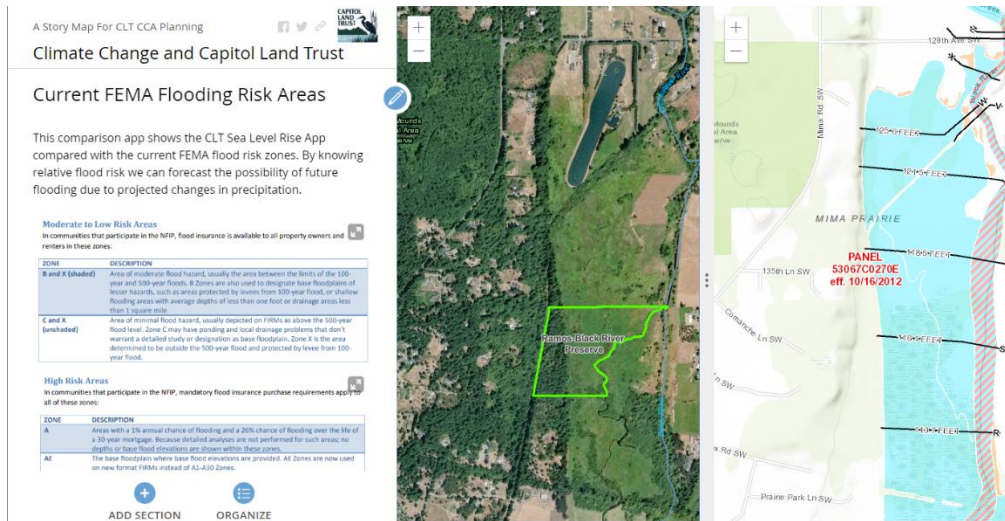 A Story Map For CLT CCA Planning
CAPITOL
LAND
TRUST
Climate Change and Capitol Land Trust
Current FEMA Flooding Risk Areas
This comparison app shows the CLT Sea Level Rise App
compared with the current FEMA flood risk zones. By knowing
relative flood risk we can forecast the possibility of future
flooding due to projected changes in precipitation.
Moderate to Low Risk Areas
In communities that participate in the NFIP, flood insurance is available to all property owners and
renters in these zones:
ZONE DESCRIPTION
B and X (shaded) Area of moderate flood hazard, usually the area between the limits of the 100-
year and 500-year floods. B Zones are also used to designate base floodplains of
lesser hazards, such as areas protected by levees from 100-year flood, or shallow
flooding areas with average depths of less than one foot or drainage areas less
than 1 square mile.
C and X
(unshaded) Area of minimal flood hazard, usually depicted on FIRMs as above the 500-year
flood level. Zone C may have ponding and local drainage problems that don't
warrant a detailed study or designation as base floodplain. Zone X is the area
determined to be outside the 500-year flood and protected by levee from 100-
year flood.
High Risk Areas
In communities that participate in the NFIP, mandatory flood insurance purchase requirements apply to
all of these zones:
ZONE DESCRIPTION
A Areas with a 1% annual chance of flooding and a 26% chance of flooding over the life of
a 30-year mortgage. Because detailed analyses are not performed for such areas; no
depths or base flood elevations are shown within these zones.
AE The base floodplain where base flood elevations are provided. AE Zones are now used
on new format FIRMs instead of A1-A30 Zones.
ADD SECTION
ORGANIZE
+
−
Ramos-Black River
Preserve
+
−
128th Ave SW
Mima Rd SW
Black River
W
V
125.6 FEET
121.5 FEET
MIMA PRAIRIE
118.5 FEET
PANEL
53067C0270E
eff. 10/16/2012
135th Ln SW
Comanche Ln SW
S
R
Rd SW
Prairie Park Ln SW